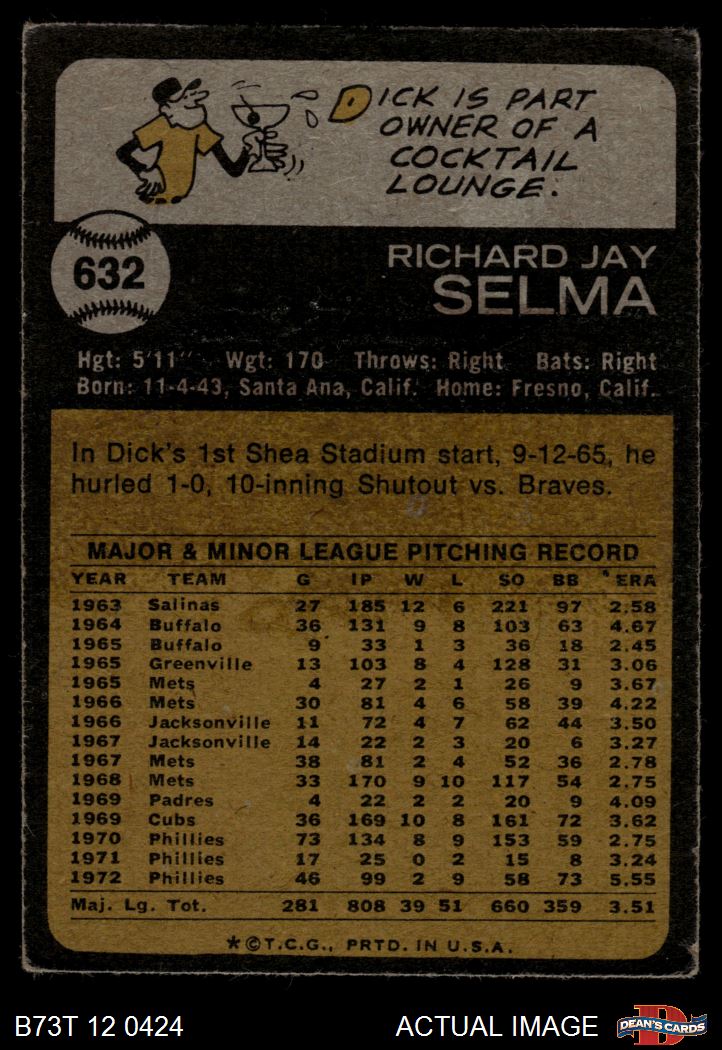 DICK IS PART
OWNER OF A
COCKTAIL
LOUNGE.
632
RICHARD JAY
SELMA
Hgt: 5'11" Wgt: 170 Throws: Right Bats: Right
Born: 11-4-43, Santa Ana, Calif. Home: Fresno, Calif.
In Dick's 1st Shea Stadium start, 9-12-65, he
hurled 1-0, 10-inning Shutout vs. Braves.
MAJOR & MINOR LEAGUE PITCHING RECORD
YEAR TEAM G IP W L SO BB ERA
1963 Salinas 27 185 12 6 221 97 2.58
1964 Buffalo 36 131 9 8 103 63 4.67
1965 Buffalo 9 33 1 3 36 18 2.45
1965 Greenville 13 103 8 4 128 31 3.06
1965 Mets 4 27 2 1 26 9 3.67
1966 Mets 30 81 4 6 58 39 4.22
1966 Jacksonville 11 72 4 7 62 44 3.50
1967 Jacksonville 14 22 2 3 20 6 3.27
1967 Mets 38 81 2 4 52 36 2.78
1968 Mets 33 170 9 10 117 54 2.75
1969 Padres 4 22 2 2 20 9 4.09
1969 Cubs 36 169 10 8 161 72 3.62
1970 Phillies 73 134 8 9 153 59 2.75
1971 Phillies 17 25 0 2 15 8 3.24
1972 Phillies 46 99 2 9 58 73 5.55
Maj. Lg. Tot. 281 808 39 51 660 359 3.51
*©T.C.G., PRTD. IN U.S.A.
B73T 12 0424 ACTUAL IMAGE D DEAN'S CARDS